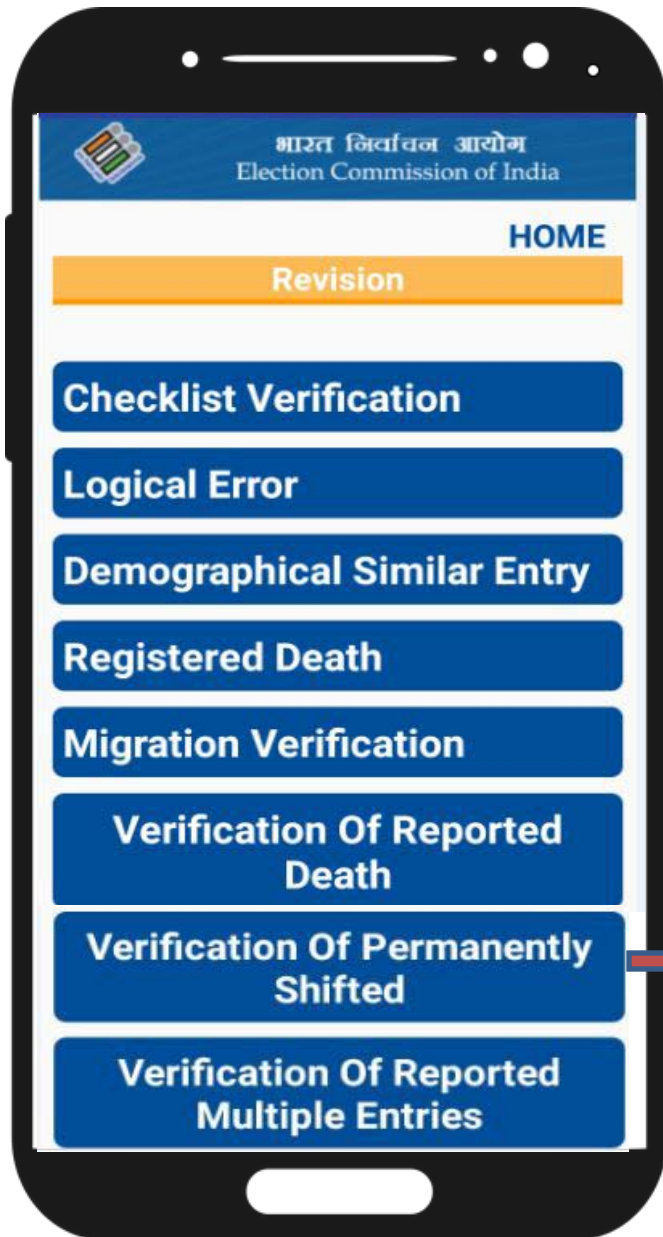 भारत निर्वाचन आयोग
Election Commission of India
HOME
Revision
Checklist Verification
Logical Error
Demographical Similar Entry
Registered Death
Migration Verification
Verification Of Reported
Death
Verification Of Permanently
Shifted
Verification Of Reported
Multiple Entries